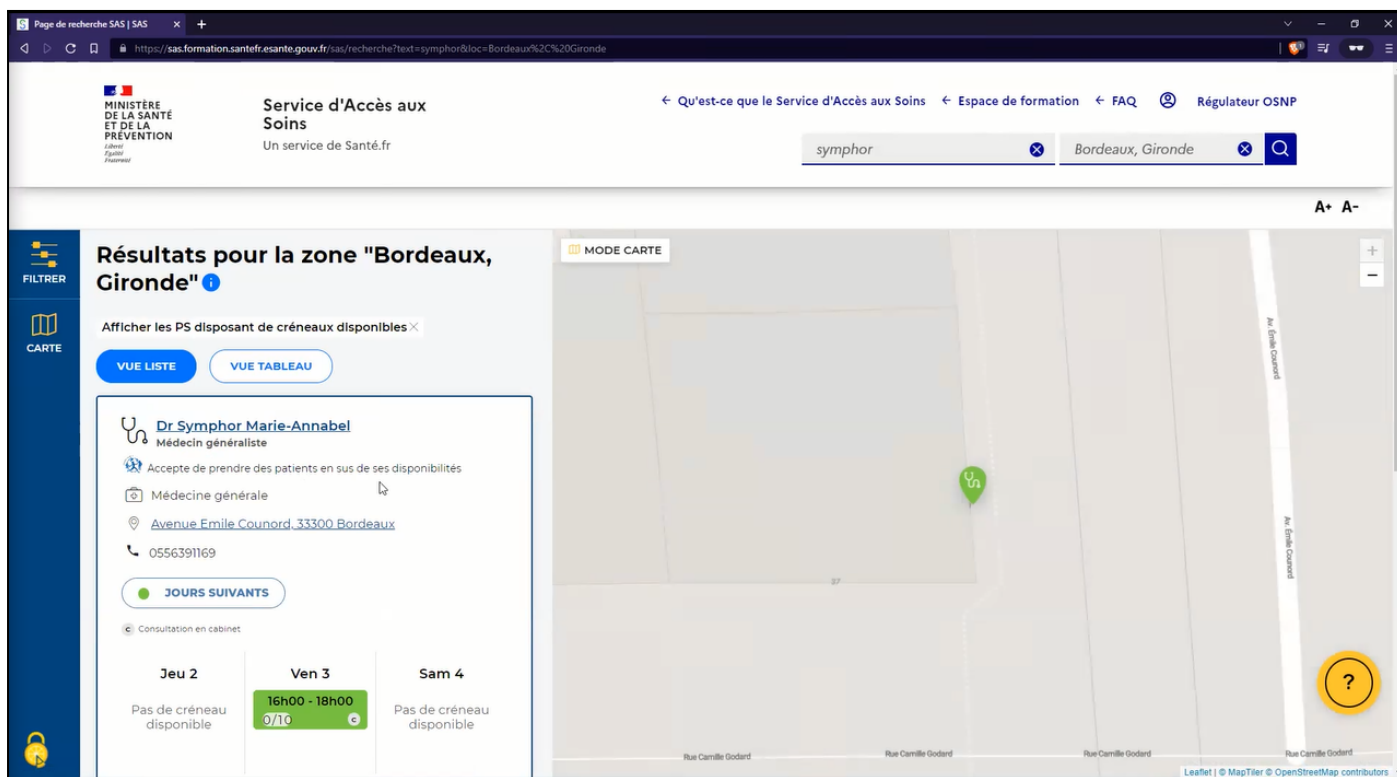 Page de recherche SAS | SAS
https://sas.formation.santefr.esante.gouv.fr/sas/recherche?text=symphor&loc=Bordeaux%2C%20Gironde
MINISTÈRE
DE LA SANTÉ
ET DE LA
PRÉVENTION
Liberté
Égalité
Fraternité
Service d'Accès aux
Soins
Un service de Santé.fr
← Qu'est-ce que le Service d'Accès aux Soins ← Espace de formation ← FAQ Régulateur OSNP
symphor
Bordeaux, Gironde
A+ A-
FILTRER
CARTE
Résultats pour la zone "Bordeaux,
Gironde" i
Afficher les PS disposant de créneaux disponibles
VUE LISTE
VUE TABLEAU
Dr Symphor Marie-Annabel
Médecin généraliste
Accepte de prendre des patients en sus de ses disponibilités
Médecine générale
Avenue Emile Counord, 33300 Bordeaux
0556391169
JOURS SUIVANTS
C Consultation en cabinet
Jeu 2
Pas de créneau
disponible
Ven 3
16h00 - 18h00
0/10 C
Sam 4
Pas de créneau
disponible
MODE CARTE
+
−
Av. Émile Counord
Av. Émile Counord
37
?
Rue Camille Godard
Rue Camille Godard
Rue Camille Godard
Rue Camille Godard
Leaflet | © MapTiler © OpenStreetMap contributors